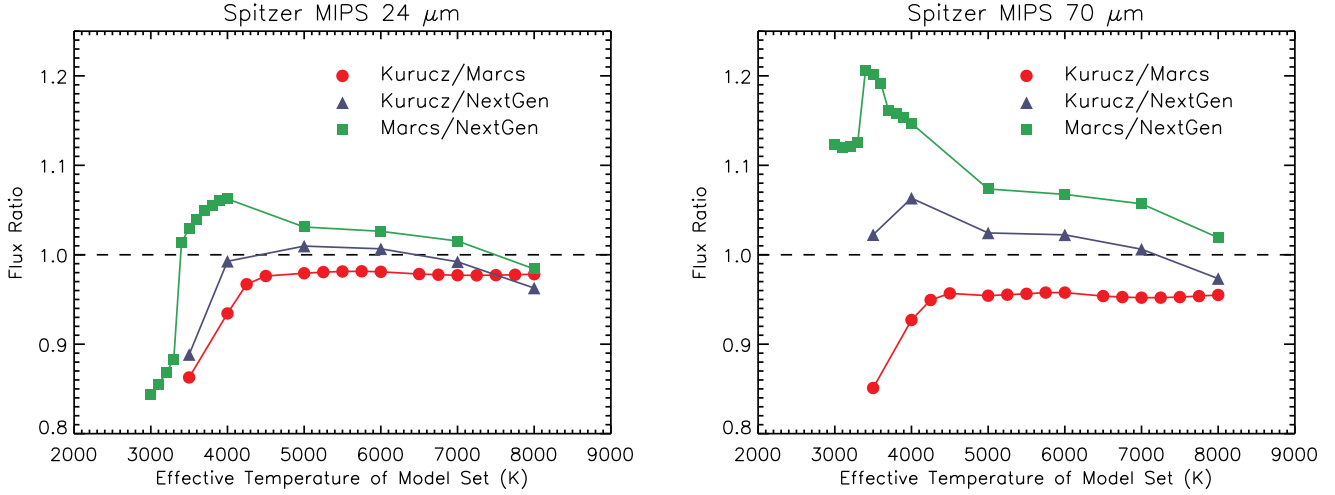 Spitzer MIPS 24 μm
Flux Ratio
1.2
1.1
1.0
0.9
0.8
Kurucz/Marcs
Kurucz/NextGen
Marcs/NextGen
2000 3000 4000 5000 6000 7000 8000 9000
Effective Temperature of Model Set (K)
Spitzer MIPS 70 μm
Flux Ratio
1.2
1.1
1.0
0.9
0.8
Kurucz/Marcs
Kurucz/NextGen
Marcs/NextGen
2000 3000 4000 5000 6000 7000 8000 9000
Effective Temperature of Model Set (K)